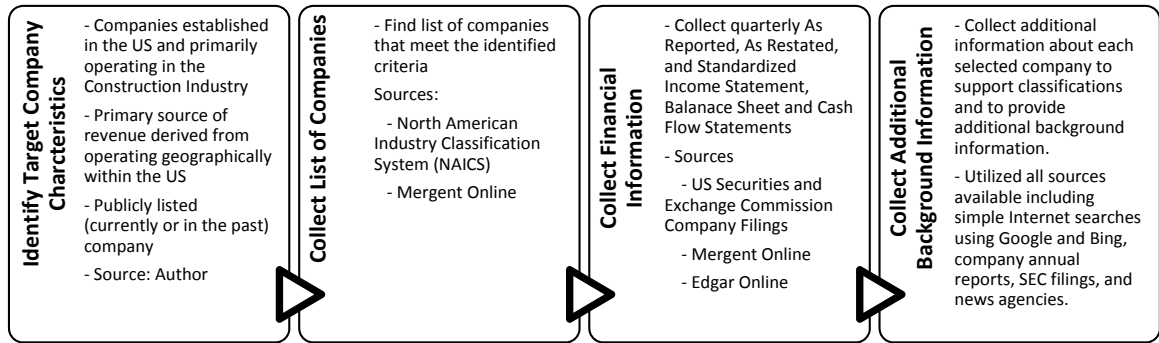 Identify Target Company
Charcteristics
- Companies established
in the US and primarily
operating in the
Construction Industry
- Primary source of
revenue derived from
operating geographically
within the US
- Publicly listed
(currently or in the past)
company
- Source: Author
Collect List of Companies
- Find list of companies
that meet the identified
criteria
Sources:
- North American
Industry Classification
System (NAICS)
- Mergent Online
Collect Financial
Information
- Collect quarterly As
Reported, As Restated,
and Standardized
Income Statement,
Balanace Sheet and Cash
Flow Statements
- Sources
- US Securities and
Exchange Commission
Company Filings
- Mergent Online
- Edgar Online
Collect Additional
Background Information
- Collect additional
information about each
selected company to
support classifications
and to provide
additional background
information.
- Utilized all sources
available including
simple Internet searches
using Google and Bing,
company annual
reports, SEC filings, and
news agencies.